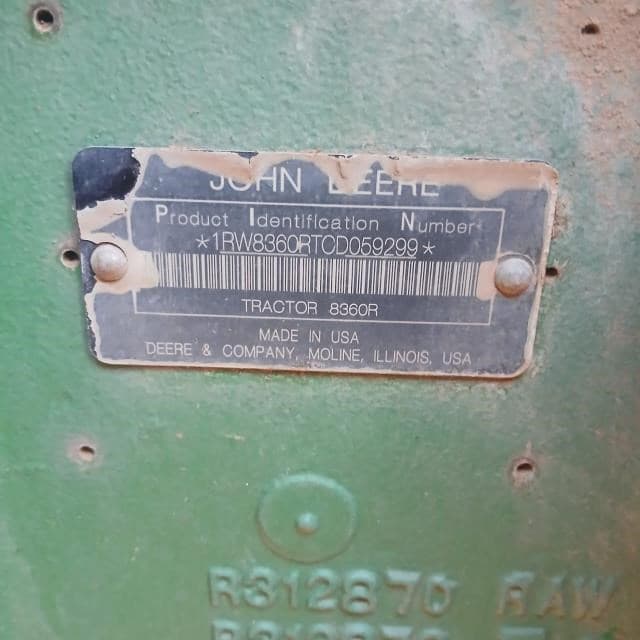 JOHN DEERE
Product Identification Number
*1RW8360RTCD059299*
TRACTOR 8360R
MADE IN USA
DEERE & COMPANY, MOLINE, ILLINOIS, USA
R312870 RAW